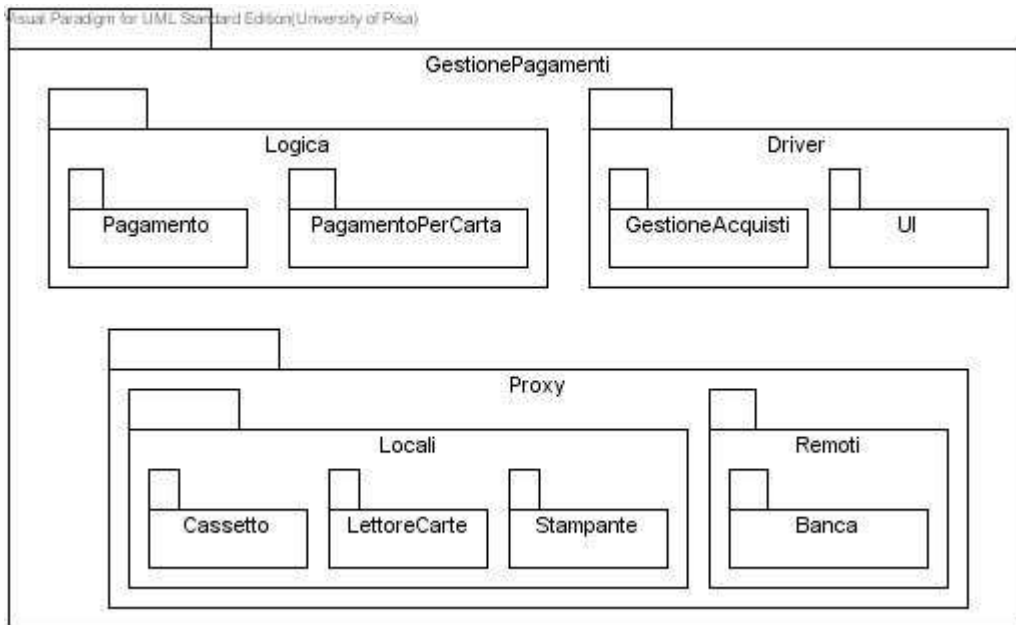 Visual Paradigm for UML Standard Edition(University of Pisa)
GestionePagamenti
Logica
Driver
Pagamento
PagamentoPerCarta
GestioneAcquisti
UI
Proxy
Locali
Remoti
Cassetto
LettoreCarte
Stampante
Banca